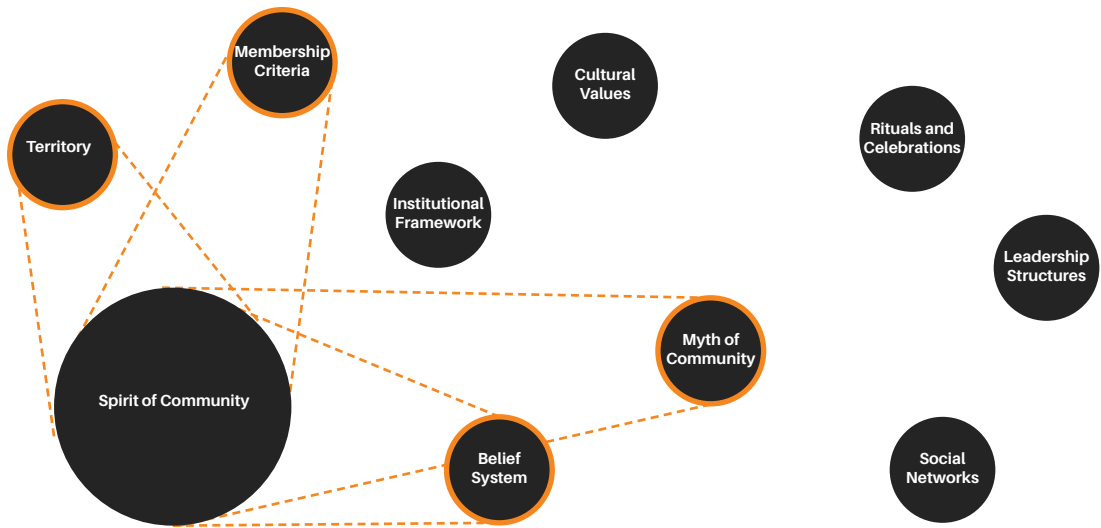 Membership
Criteria
Cultural
Values
Rituals and
Celebrations
Territory
Institutional
Framework
Leadership
Structures
Myth of
Community
Spirit of Community
Belief
System
Social
Networks